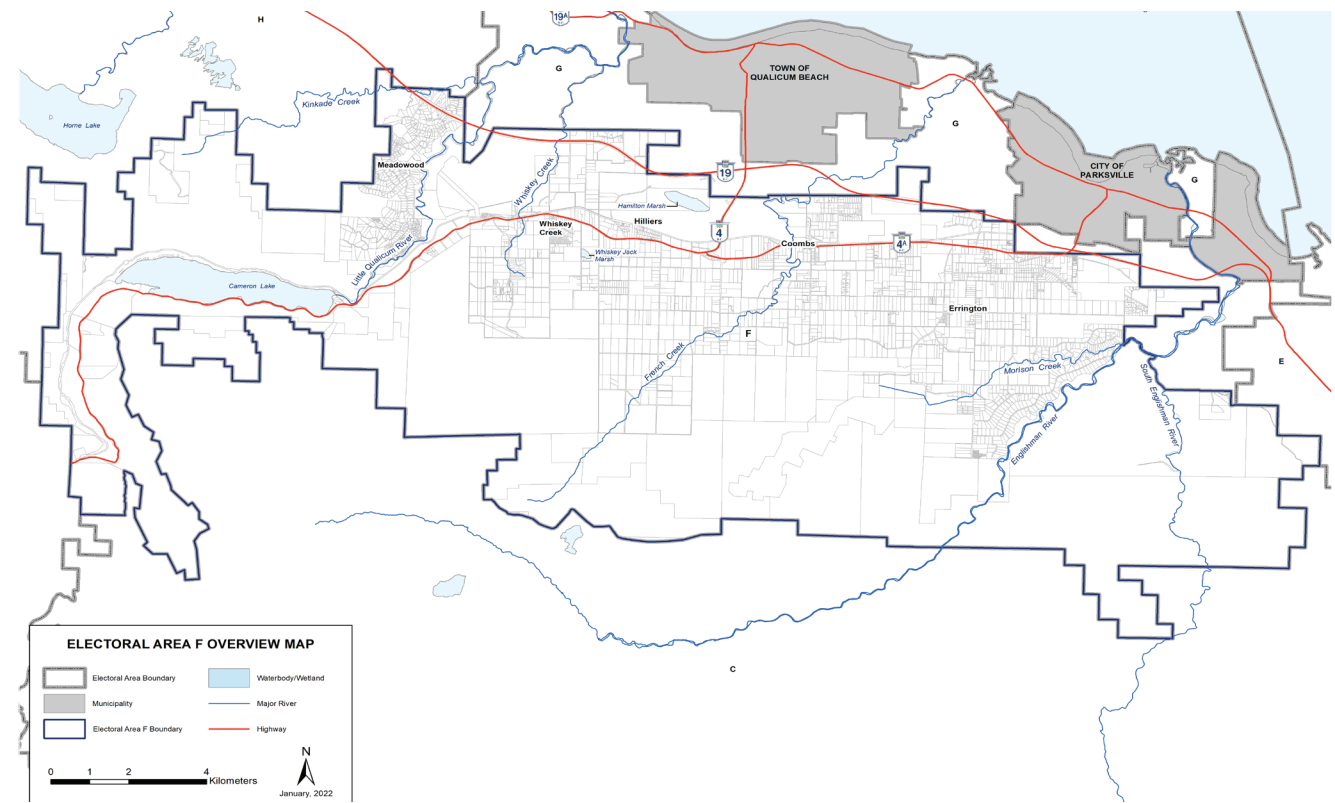 19A
H
G
TOWN OF
QUALICUM BEACH
Kinkade Creek
Horne Lake
G
Meadowood
CITY OF
PARKSVILLE
19
G
Whiskey Creek
Hamilton Marsh
Whiskey
Creek
Hilliers
4
Coombs
4A
Whiskey Jack
Marsh
Little Qualicum River
Cameron Lake
Errington
F
French Creek
Morison Creek
E
South Englishman River
Englishman River
C
ELECTORAL AREA F OVERVIEW MAP
Electoral Area Boundary
Waterbody/Wetland
Municipality
Major River
Electoral Area F Boundary
Highway
N
0 1 2 4
Kilometers
January, 2022